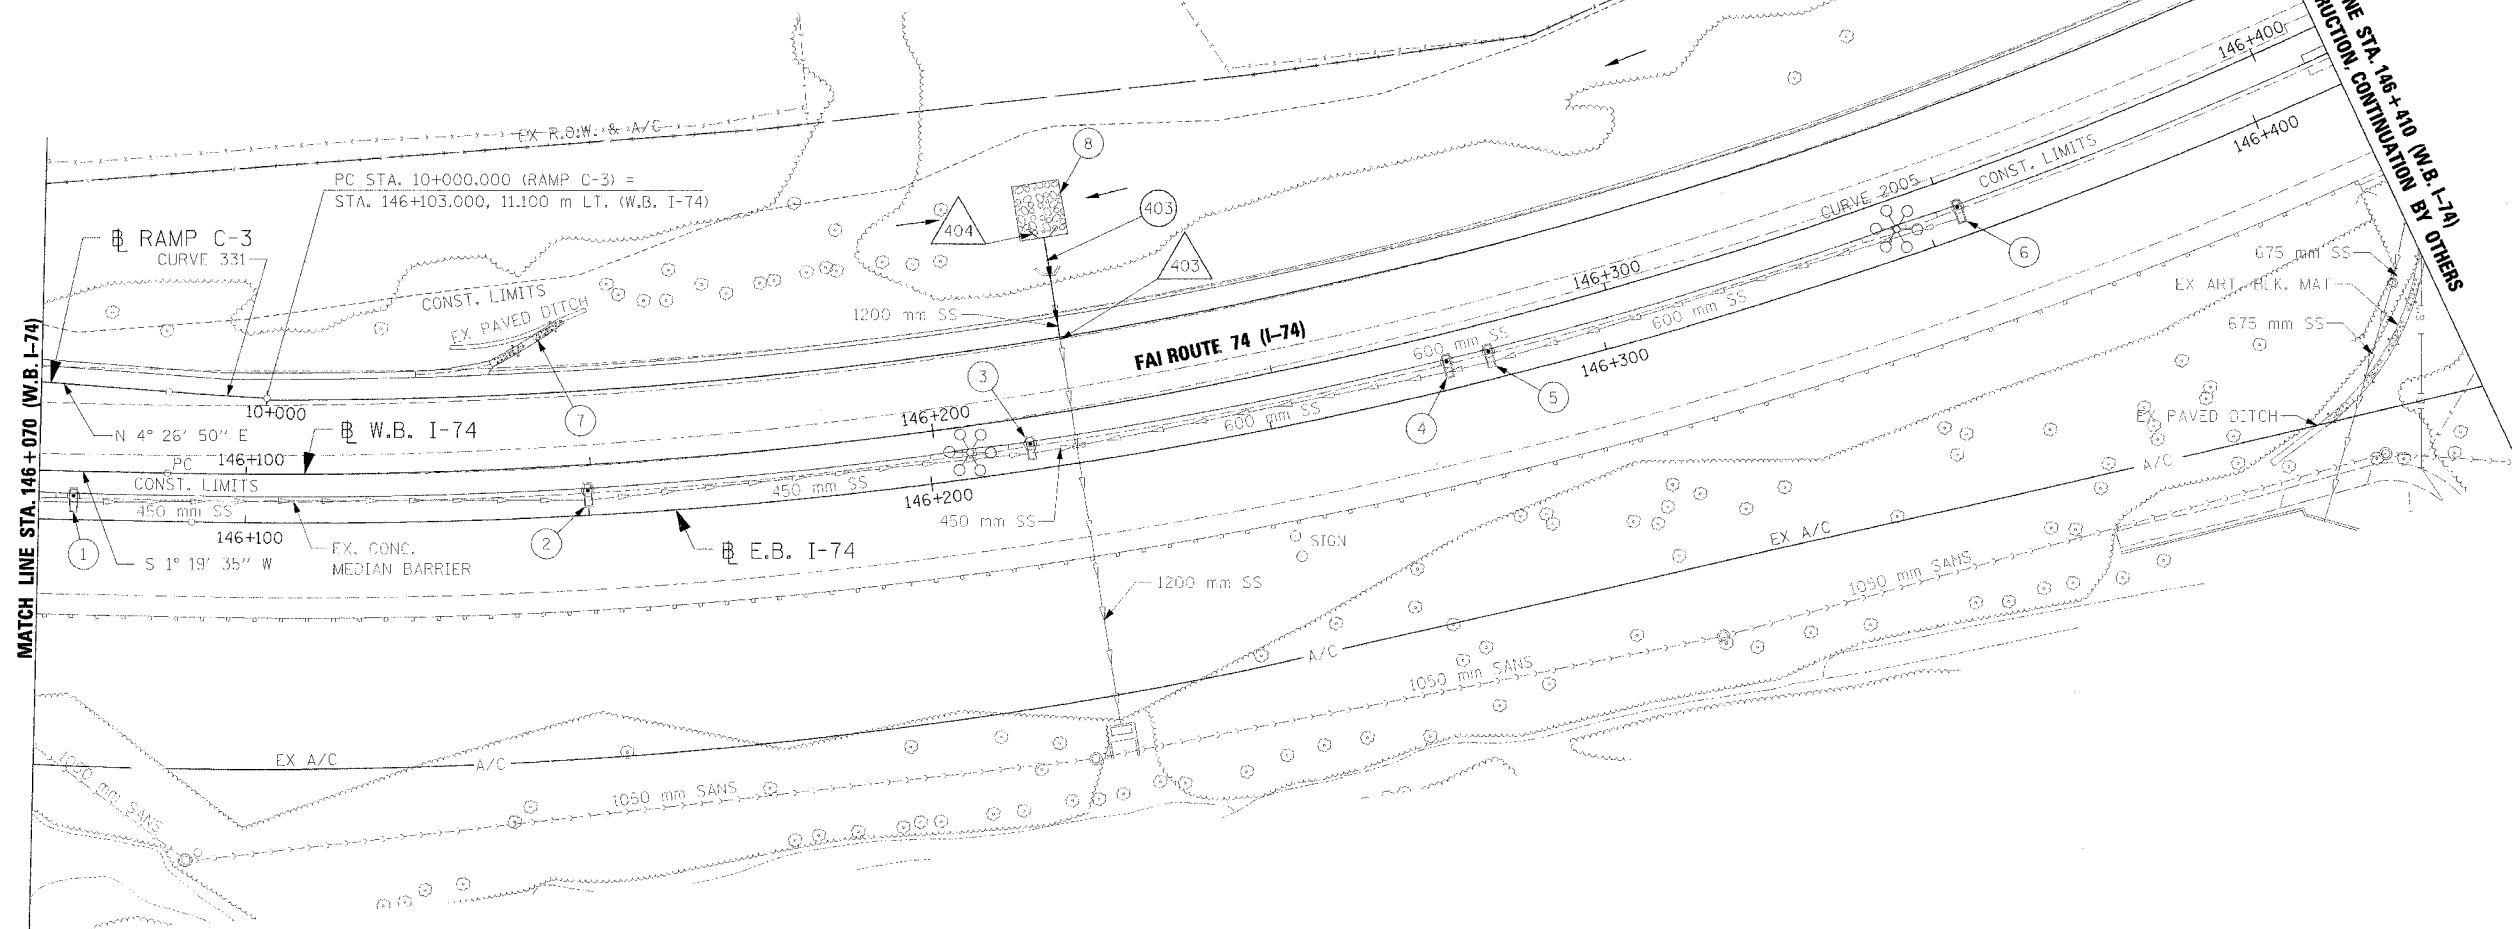 MATCH LINE STA. 146+070 (W.B. I-74)
EX R.O.W. & A/C
PC STA. 10+000.000 (RAMP C-3) =
STA. 146+103.000, 11.100 m LT. (W.B. I-74)
℄ RAMP C-3
CURVE 331
CONST. LIMITS
EX PAVED DITCH
10+000
N 4° 26' 50" E
℄ W.B. I-74
PC
146+100
CONST. LIMITS
450 mm SS
146+100
S 1° 19' 35" W
EX. CONC.
MEDIAN BARRIER
1
2
3
4
5
6
7
8
403
404
403
1200 mm SS
FAI ROUTE 74 (I-74)
146+200
450 mm SS
146+200
450 mm SS
℄ E.B. I-74
600 mm SS
600 mm SS
600 mm SS
146+300
146+300
CURVE 2005
CONST. LIMITS
146+400
146+400
NE STA. 146+410 (W.B. I-74)
RUCTION, CONTINUATION BY OTHERS
675 mm SS
EX ART. BLK. MAT
675 mm SS
EX PAVED DITCH
A/C
EX A/C
SIGN
1200 mm SS
A/C
1050 mm SANS
1050 mm SANS
EX A/C
A/C
1050 mm SANS
1050 mm SANS